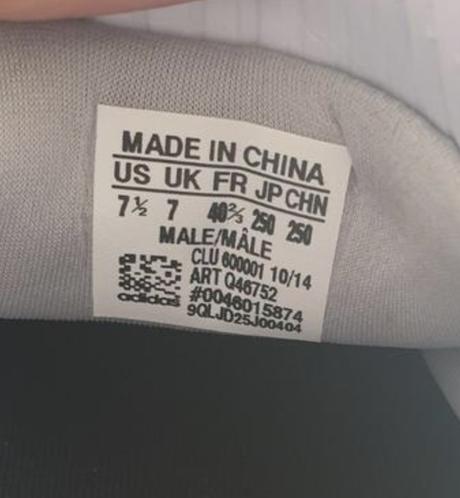 MADE IN CHINA
US UK FR JP CHN
7½ 7 40⅔ 250 250
MALE/MÂLE
CLU 600001 10/14
ART Q46752
#0046015874
adidas 9QLJD25J00404